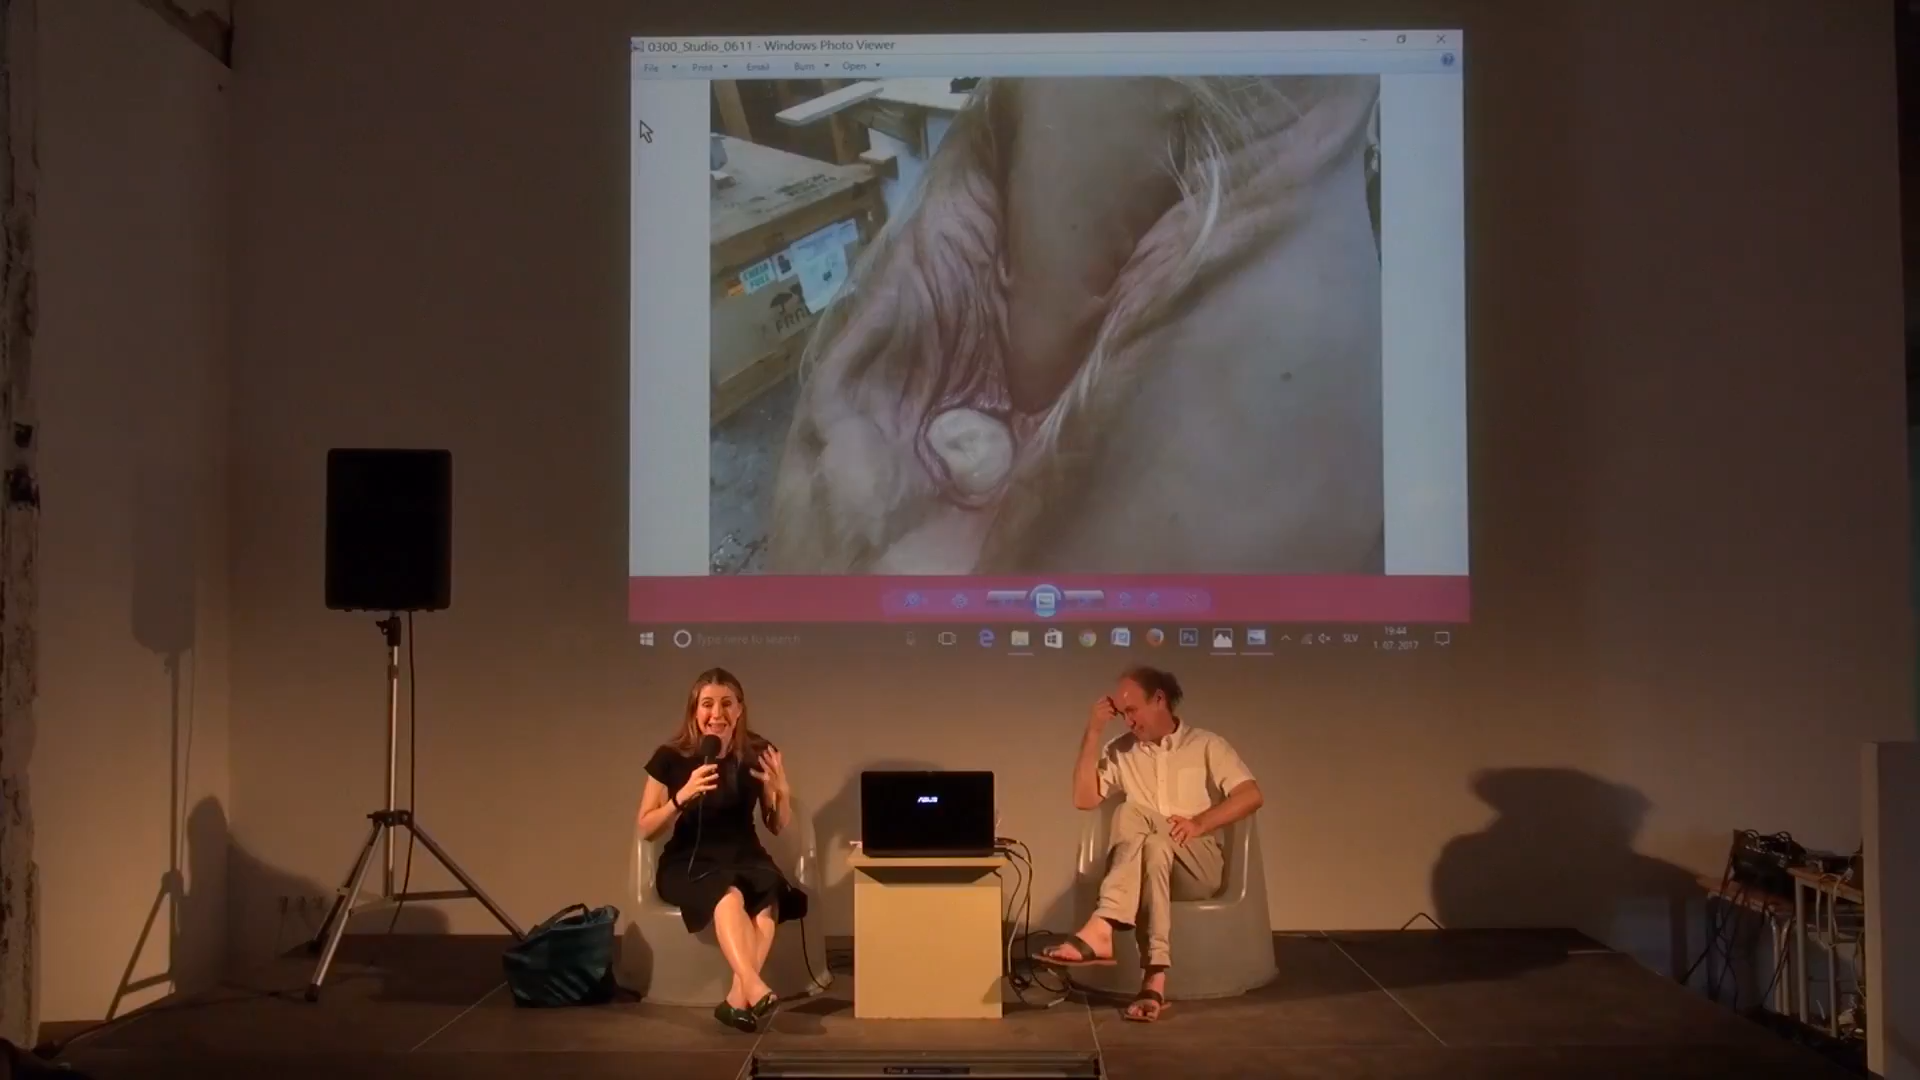 0300_Studio_0611 - Windows Photo Viewer
File Print Email Burn Open
Type here to search
SLV
19:44
1. 07. 2017
Ps
ASUS